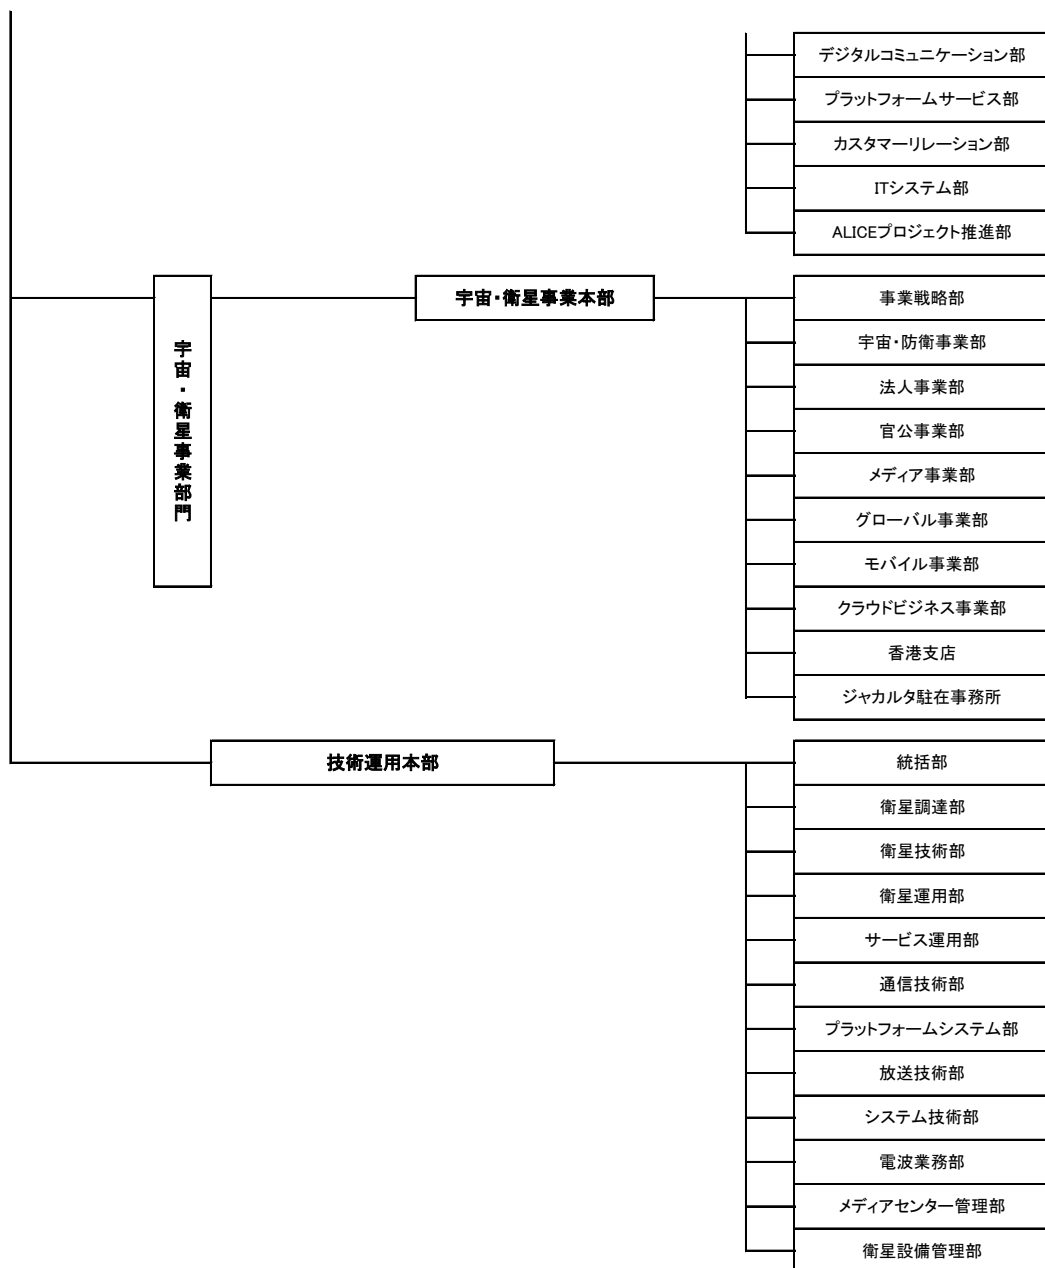 デジタルコミュニケーション部
プラットフォームサービス部
カスタマーリレーション部
ITシステム部
ALICEプロジェクト推進部
宇宙・衛星事業部門
宇宙・衛星事業本部
事業戦略部
宇宙・防衛事業部
法人事業部
官公事業部
メディア事業部
グローバル事業部
モバイル事業部
クラウドビジネス事業部
香港支店
ジャカルタ駐在事務所
技術運用本部
統括部
衛星調達部
衛星技術部
衛星運用部
サービス運用部
通信技術部
プラットフォームシステム部
放送技術部
システム技術部
電波業務部
メディアセンター管理部
衛星設備管理部